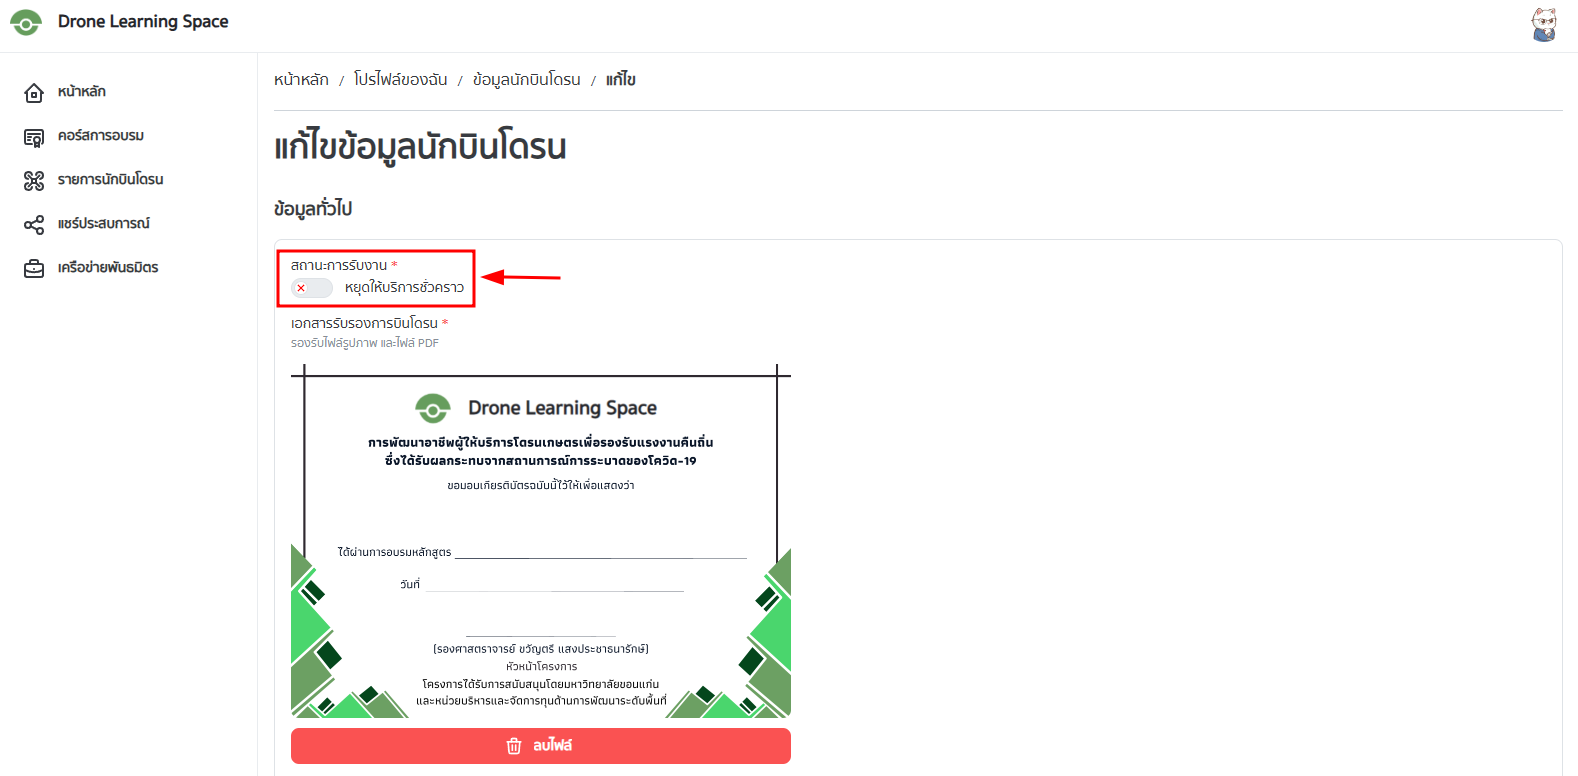 Drone Learning Space
หน้าหลัก
คอร์สการอบรม
รายการนักบินโดรน
แชร์ประสบการณ์
เครือข่ายพันธมิตร
หน้าหลัก / โปรไฟล์ของฉัน / ข้อมูลนักบินโดรน / แก้ไข
แก้ไขข้อมูลนักบินโดรน
ข้อมูลทั่วไป
สถานะการรับงาน *
หยุดให้บริการชั่วคราว
เอกสารรับรองการบินโดรน *
รองรับไฟล์รูปภาพ และไฟล์ PDF
Drone Learning Space
การพัฒนาอาชีพผู้ให้บริการโดรนเกษตรเพื่อรองรับแรงงานคืนถิ่น
ซึ่งได้รับผลกระทบจากสถานการณ์การระบาดของโควิด-19
ขอมอบเกียรติบัตรฉบับนี้ไว้ให้เพื่อแสดงว่า
ได้ผ่านการอบรมหลักสูตร
วันที่
(รองศาสตราจารย์ ขวัญตรี แสงประชาธนารักษ์)
หัวหน้าโครงการ
โครงการได้รับการสนับสนุนโดยมหาวิทยาลัยขอนแก่น
และหน่วยบริหารและจัดการทุนด้านการพัฒนาระดับพื้นที่
ลบไฟล์